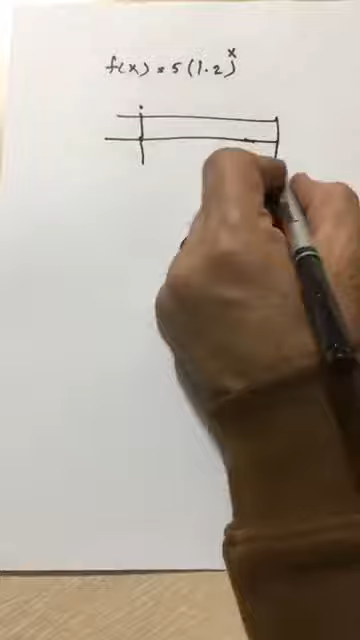 f(x) = 5(1.2)^x